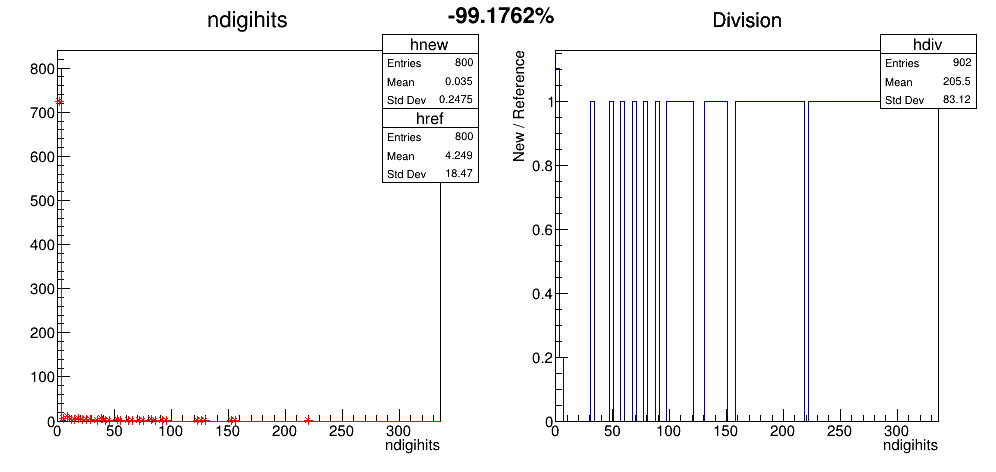 -99.1762%
ndigihits
hnew
Entries 800
Mean 0.035
Std Dev 0.2475
href
Entries 800
Mean 4.249
Std Dev 18.47
800
700
600
500
400
300
200
100
0
0 50 100 150 200 250 300
ndigihits
Division
hdiv
Entries 902
Mean 205.5
Std Dev 83.12
New / Reference
1
0.8
0.6
0.4
0.2
0
0 50 100 150 200 250 300
ndigihits